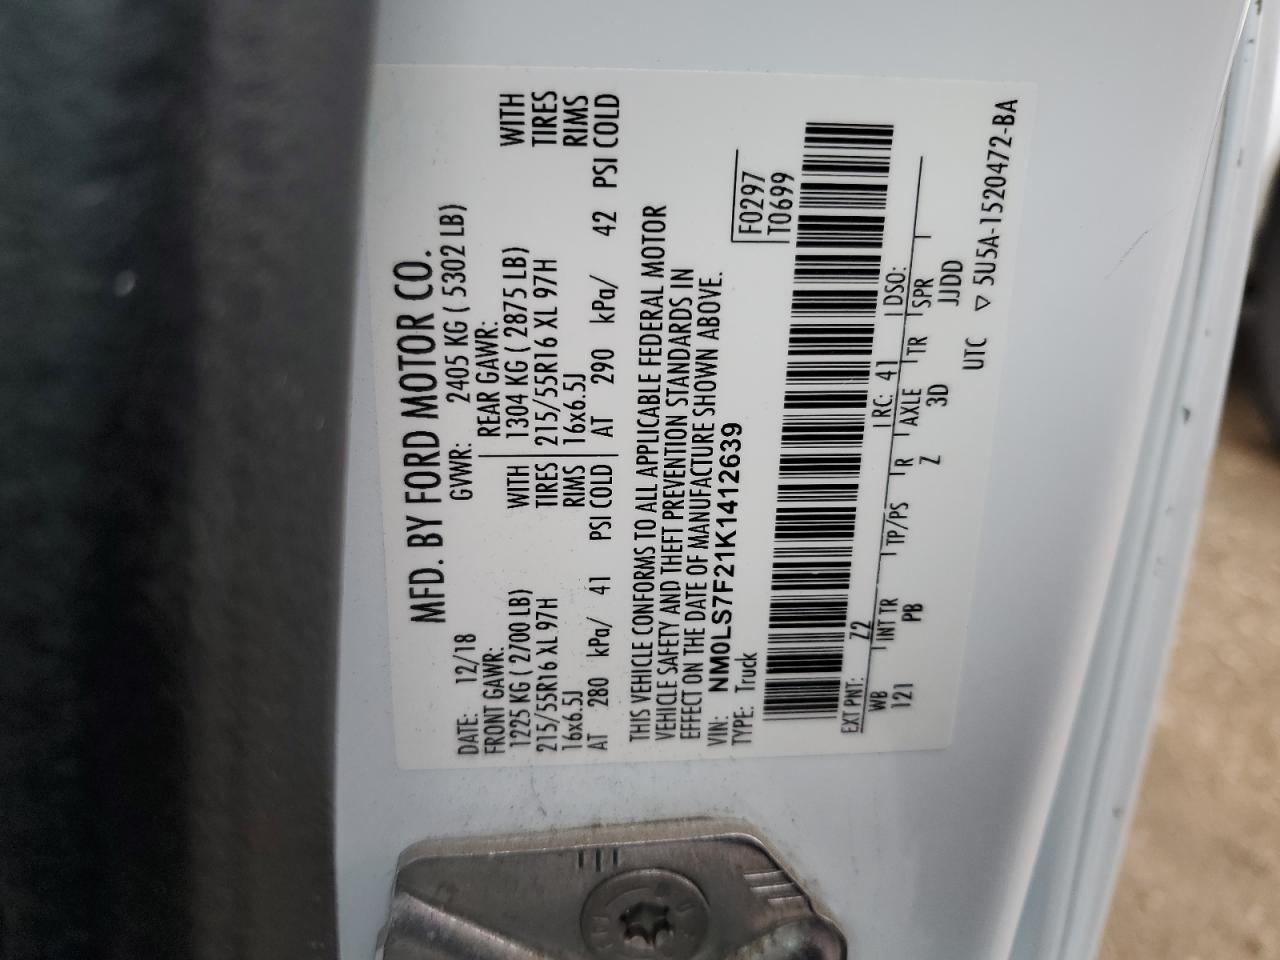 MFD. BY FORD MOTOR CO.
DATE: 12/18 GVWR: 2405 KG ( 5302 LB)
FRONT GAWR: REAR GAWR:
1225 KG ( 2700 LB) WITH 1304 KG ( 2875 LB) WITH
215/55R16 XL 97H TIRES 215/55R16 XL 97H TIRES
16x6.5J RIMS 16x6.5J RIMS
AT 280 kPa/ 41 PSI COLD AT 290 kPa/ 42 PSI COLD
THIS VEHICLE CONFORMS TO ALL APPLICABLE FEDERAL MOTOR
VEHICLE SAFETY AND THEFT PREVENTION STANDARDS IN
EFFECT ON THE DATE OF MANUFACTURE SHOWN ABOVE.
VIN: NM0LS7F21K1412639 F0297
TYPE: Truck T0699
EXT PNT: Z2 RC: 41 DSO:
WB INT TR TP/PS R AXLE TR SPR
121 PB Z 3D JJDD
UTC ▽ 5U5A-1520472-BA